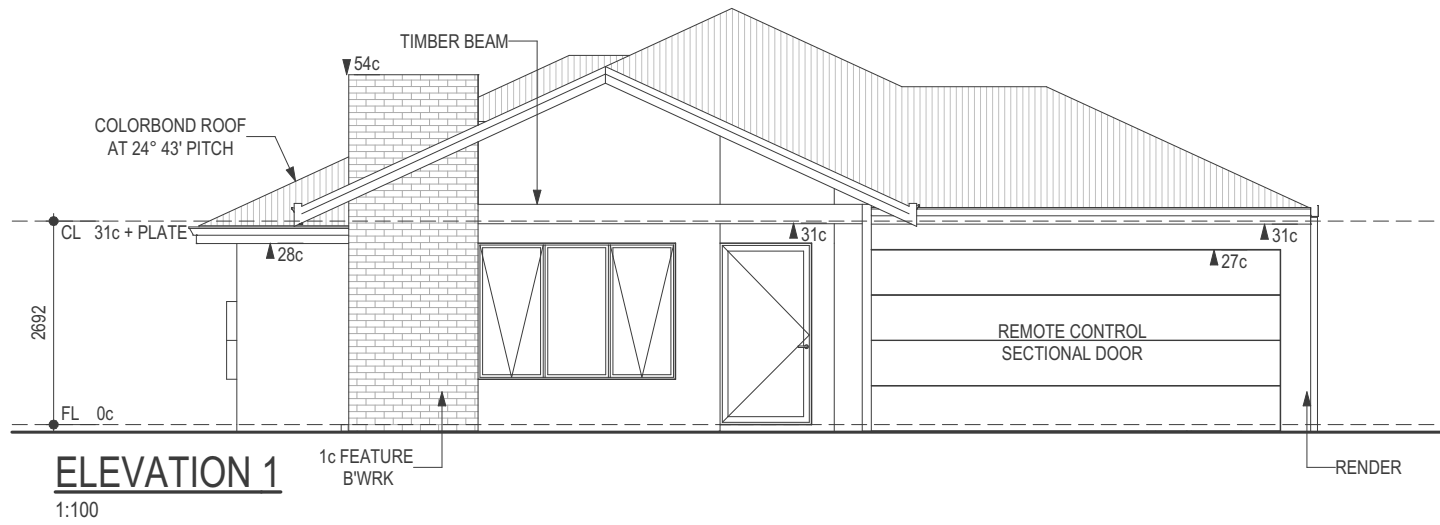 TIMBER BEAM
54c
COLORBOND ROOF
AT 24° 43' PITCH
CL 31c + PLATE
28c
31c
31c
27c
2692
REMOTE CONTROL
SECTIONAL DOOR
FL 0c
ELEVATION 1
1:100
1c FEATURE
B'WRK
RENDER